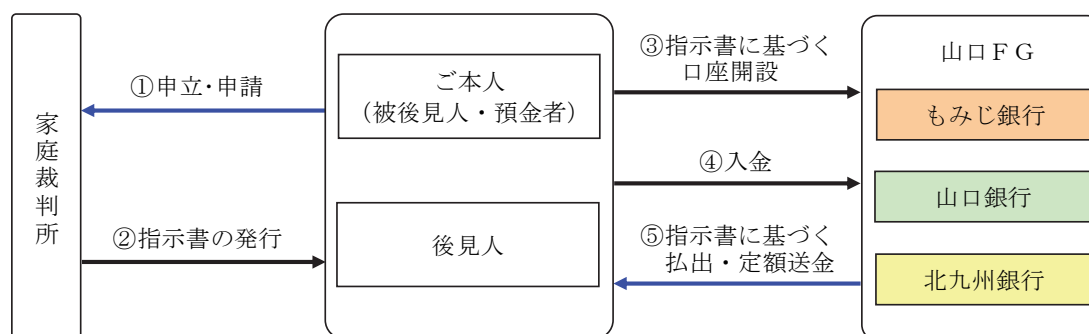 家庭裁判所
①申立・申請
②指示書の発行
ご本人
（被後見人・預金者）
後見人
③指示書に基づく
口座開設
④入金
⑤指示書に基づく
払出・定額送金
山口ＦＧ
もみじ銀行
山口銀行
北九州銀行